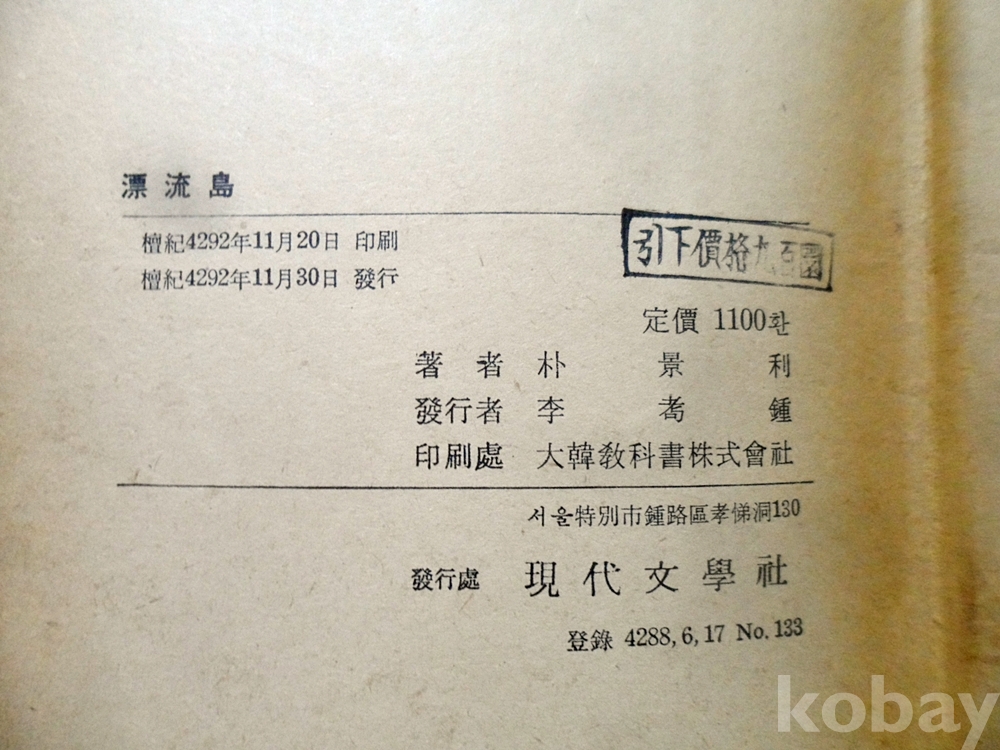 漂流島
檀紀4292年11月20日 印刷
檀紀4292年11月30日 發行
引下價格九百圜
定價 1100환
著者 朴景利
發行者 李耇鍾
印刷處 大韓敎科書株式會社
서울特別市鍾路區孝悌洞130
發行處 現代文學社
登錄 4288,6,17 No.133
kobay